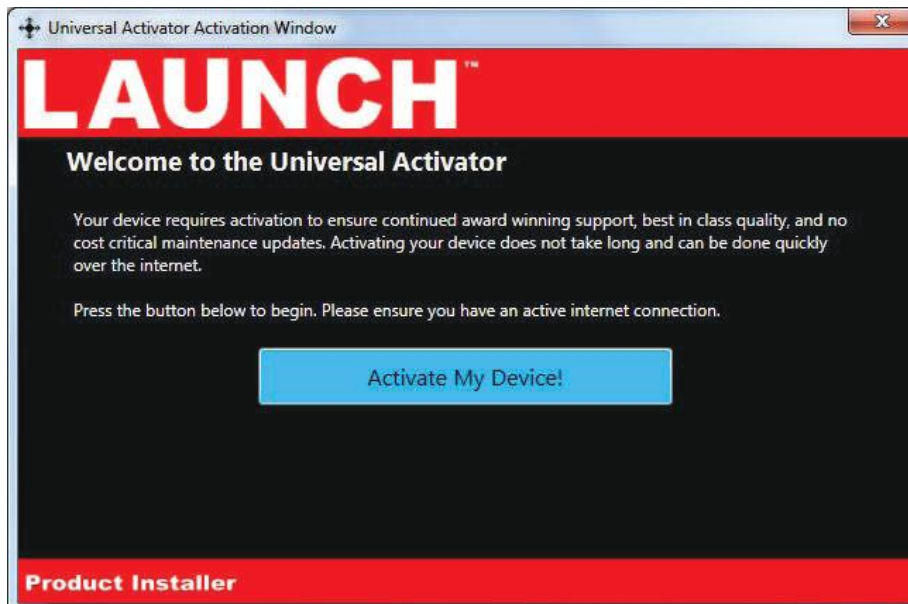 Universal Activator Activation Window
X
LAUNCH™
Welcome to the Universal Activator
Your device requires activation to ensure continued award winning support, best in class quality, and no
cost critical maintenance updates. Activating your device does not take long and can be done quickly
over the internet.
Press the button below to begin. Please ensure you have an active internet connection.
Activate My Device!
Product Installer